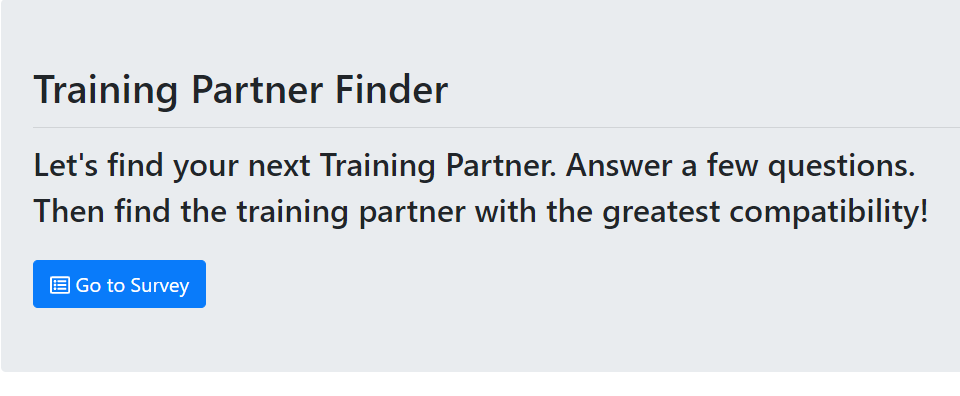 Training Partner Finder
Let's find your next Training Partner. Answer a few questions.
Then find the training partner with the greatest compatibility!
Go to Survey